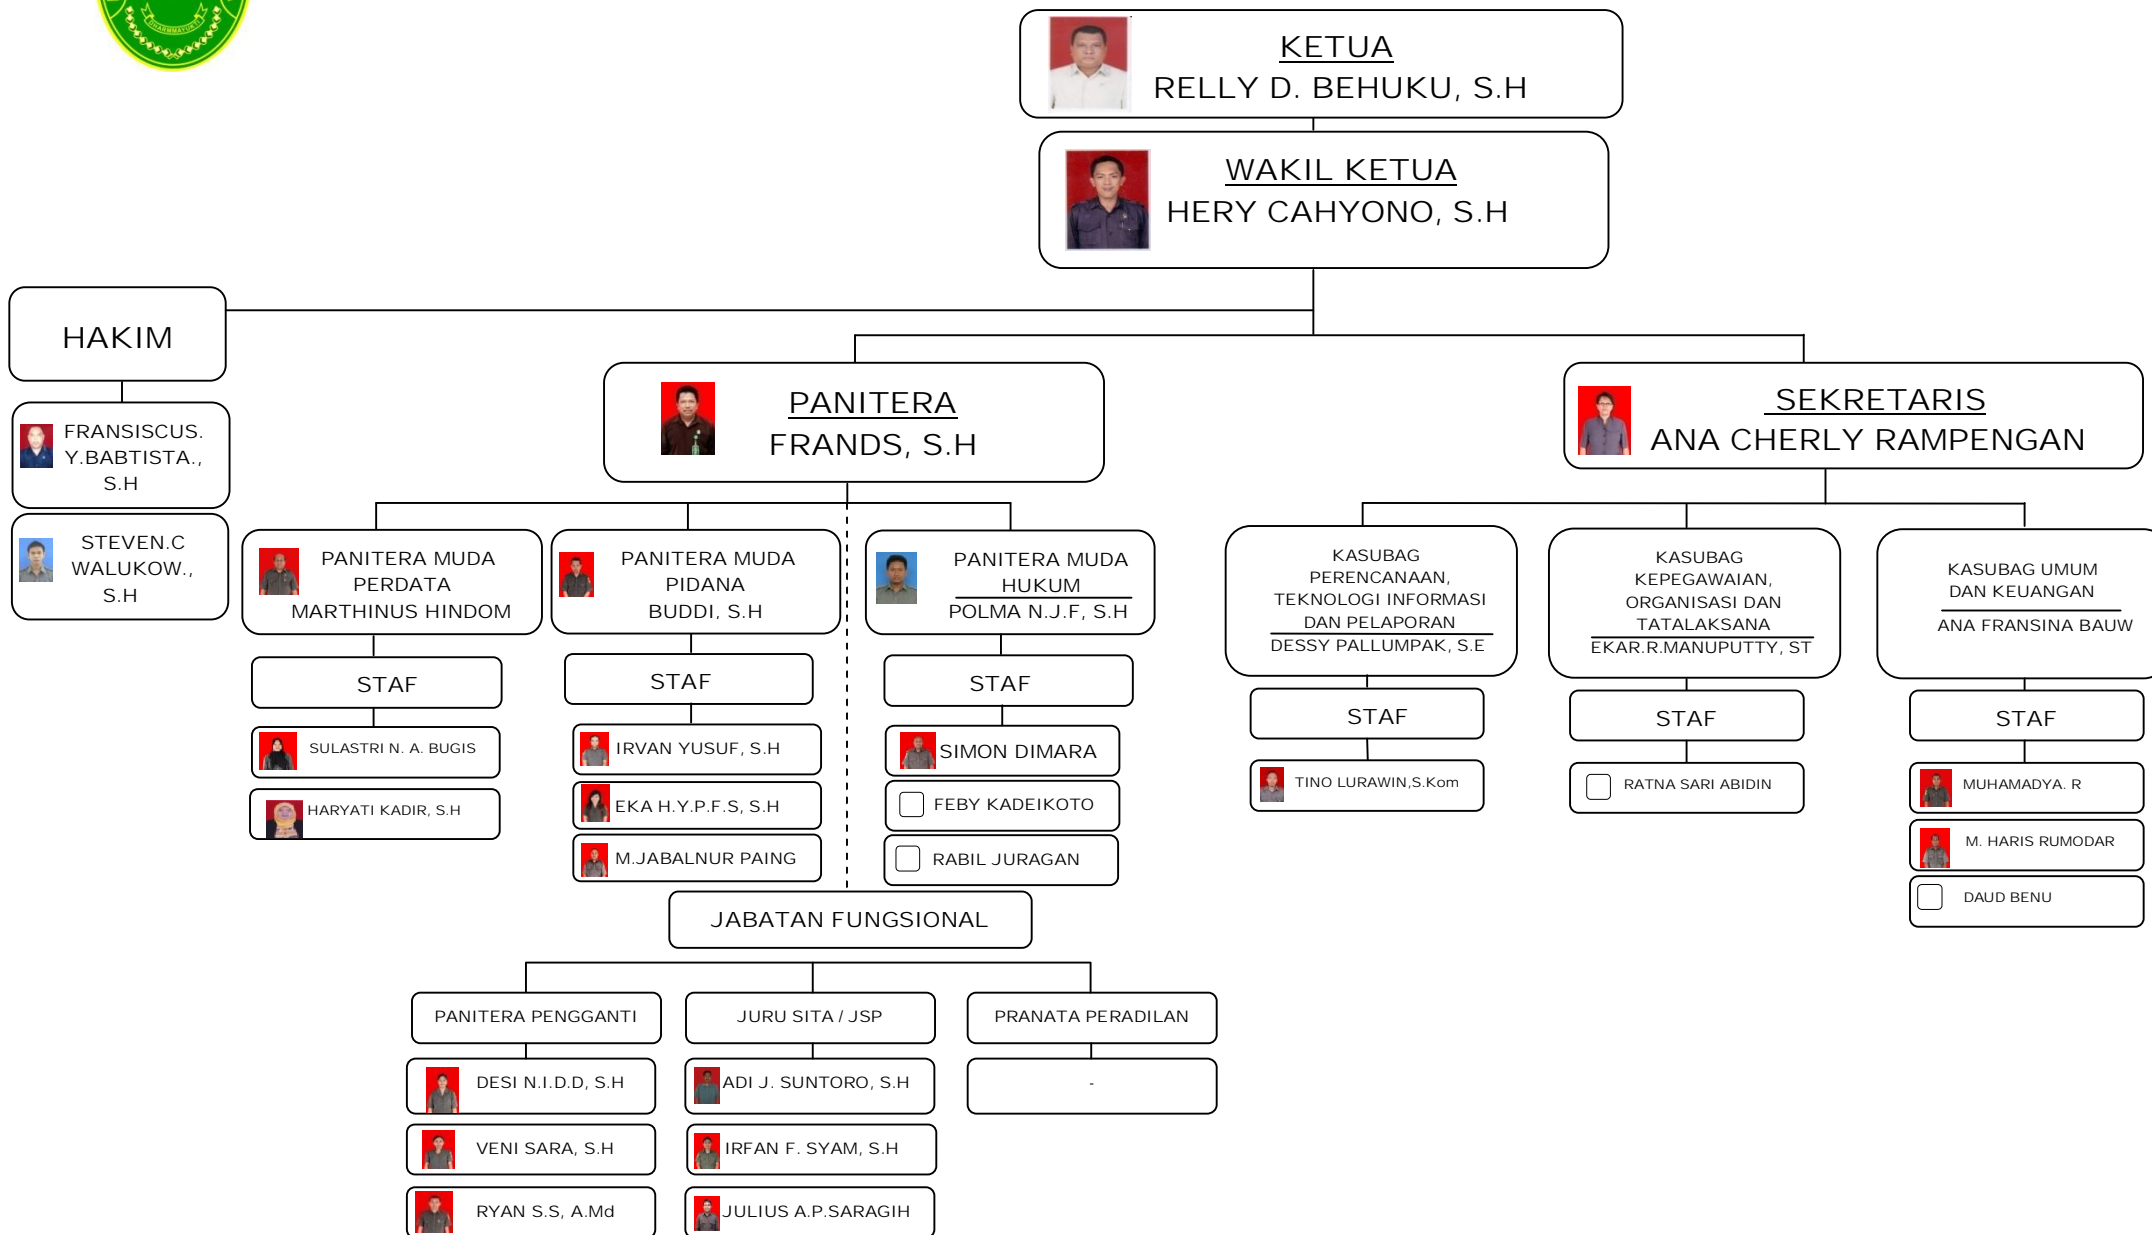 DHARMMAYUKTI
KETUA
RELLY D. BEHUKU, S.H
WAKIL KETUA
HERY CAHYONO, S.H
HAKIM
FRANSISCUS.
Y.BABTISTA.,
S.H
STEVEN.C
WALUKOW.,
S.H
PANITERA
FRANDS, S.H
SEKRETARIS
ANA CHERLY RAMPENGAN
PANITERA MUDA
PERDATA
MARTHINUS HINDOM
PANITERA MUDA
PIDANA
BUDDI, S.H
PANITERA MUDA
HUKUM
POLMA N.J.F, S.H
KASUBAG
PERENCANAAN,
TEKNOLOGI INFORMASI
DAN PELAPORAN
DESSY PALLUMPAK, S.E
KASUBAG
KEPEGAWAIAN,
ORGANISASI DAN
TATALAKSANA
EKAR.R.MANUPUTTY, ST
KASUBAG UMUM
DAN KEUANGAN
ANA FRANSINA BAUW
STAF
SULASTRI N. A. BUGIS
HARYATI KADIR, S.H
STAF
IRVAN YUSUF, S.H
EKA H.Y.P.F.S, S.H
M.JABALNUR PAING
STAF
SIMON DIMARA
FEBY KADEIKOTO
RABIL JURAGAN
STAF
TINO LURAWIN,S.Kom
STAF
RATNA SARI ABIDIN
STAF
MUHAMADYA. R
M. HARIS RUMODAR
DAUD BENU
JABATAN FUNGSIONAL
PANITERA PENGGANTI
DESI N.I.D.D, S.H
VENI SARA, S.H
RYAN S.S, A.Md
JURU SITA / JSP
ADI J. SUNTORO, S.H
IRFAN F. SYAM, S.H
JULIUS A.P.SARAGIH
PRANATA PERADILAN
-